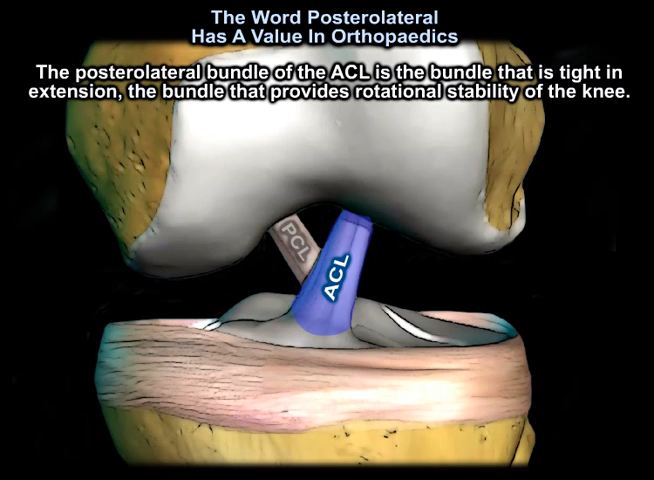 The Word Posterolateral
Has A Value In Orthopaedics
The posterolateral bundle of the ACL is the bundle that is tight in
extension, the bundle that provides rotational stability of the knee.
PCL
ACL